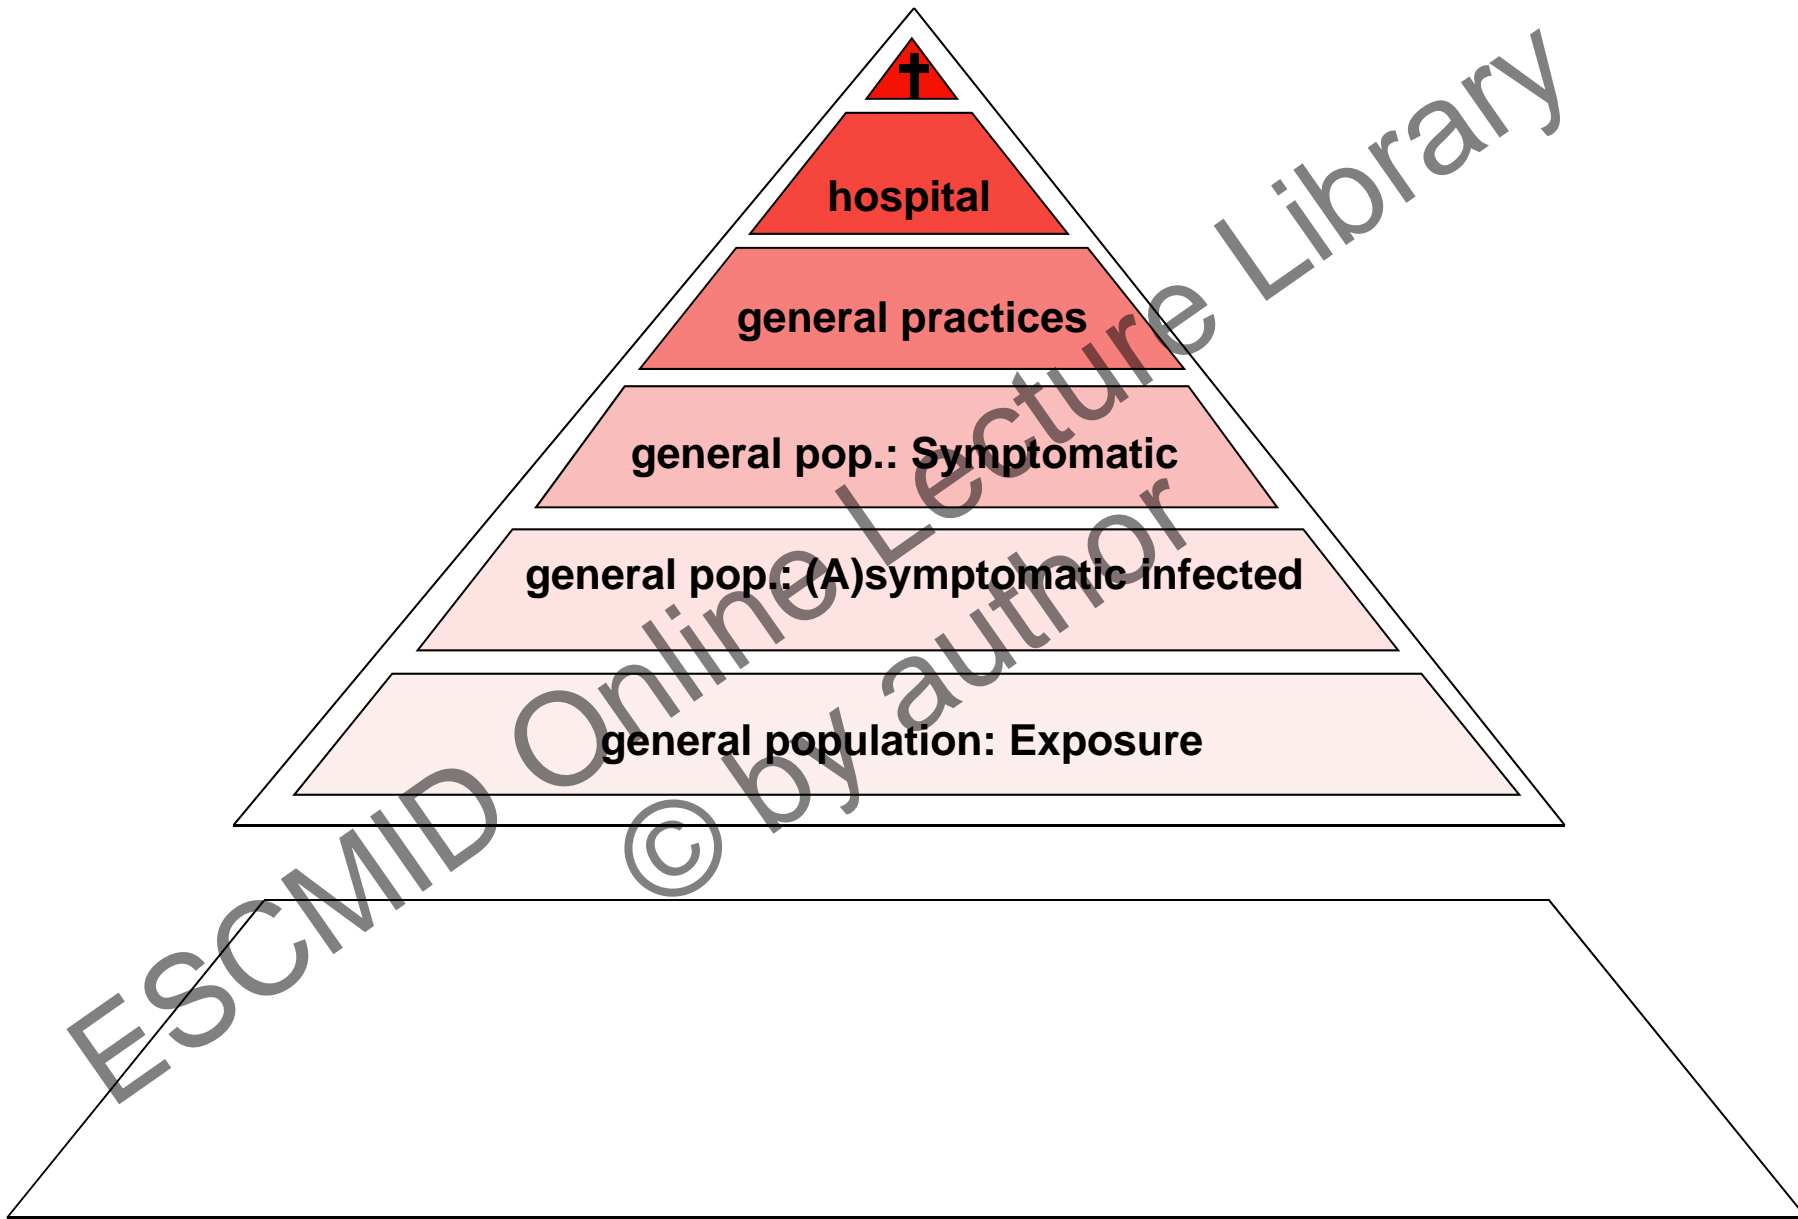 ✝
hospital
general practices
general pop.: Symptomatic
general pop.: (A)symptomatic infected
general population: Exposure
ESCMID Online Lecture Library
© by author